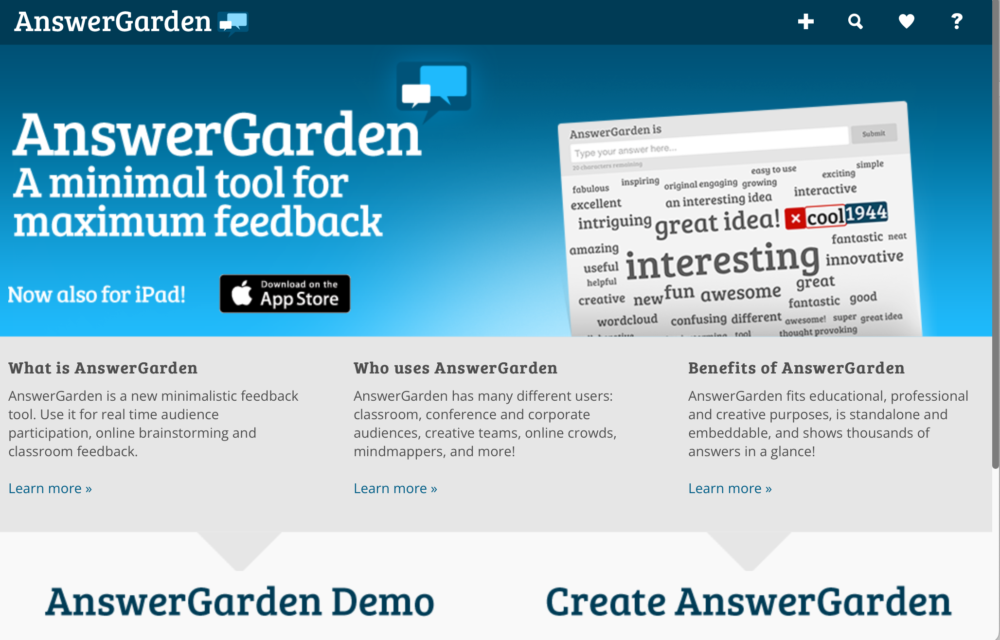 AnswerGarden
?
AnswerGarden
A minimal tool for
maximum feedback
Now also for iPad!
Download on the
App Store
AnswerGarden is
Type your answer here...
Submit
20 characters remaining
easy to use
simple
fabulous
inspiring
original
engaging
growing
exciting
excellent
an interesting idea
interactive
intriguing
great idea!
cool
1944
amazing
fantastic
neat
useful
interesting
innovative
helpful
great
creative
new
fun
awesome
fantastic
good
wordcloud
confusing
different
awesome!
super
great idea
tool
thought provoking
What is AnswerGarden
AnswerGarden is a new minimalistic feedback
tool. Use it for real time audience
participation, online brainstorming and
classroom feedback.
Learn more »
Who uses AnswerGarden
AnswerGarden has many different users:
classroom, conference and corporate
audiences, creative teams, online crowds,
mindmappers, and more!
Learn more »
Benefits of AnswerGarden
AnswerGarden fits educational, professional
and creative purposes, is standalone and
embeddable, and shows thousands of
answers in a glance!
Learn more »
AnswerGarden Demo
Create AnswerGarden